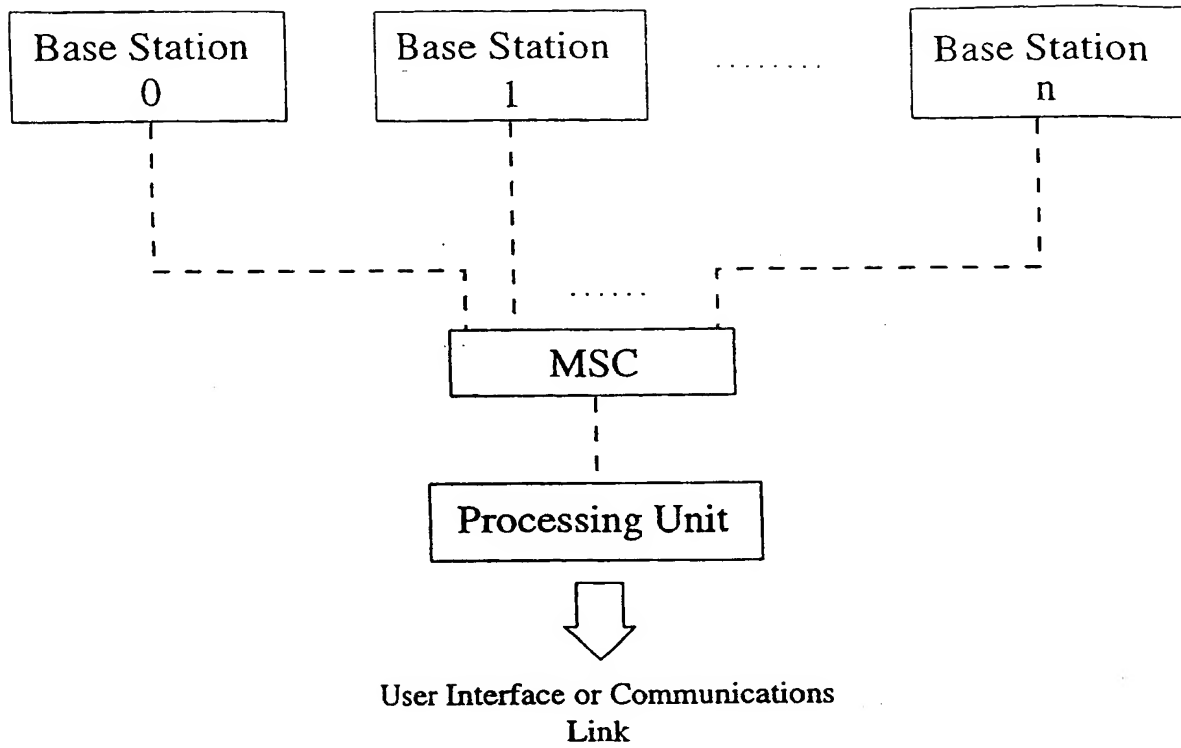 Base Station
0
Base Station
1
........
Base Station
n
......
MSC
Processing Unit
User Interface or Communications
Link